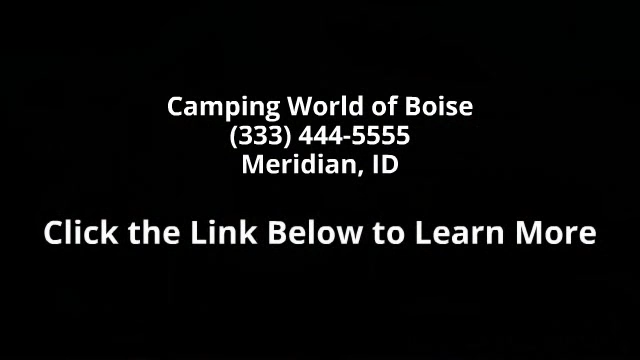 Camping World of Boise
(333) 444-5555
Meridian, ID
Click the Link Below to Learn More